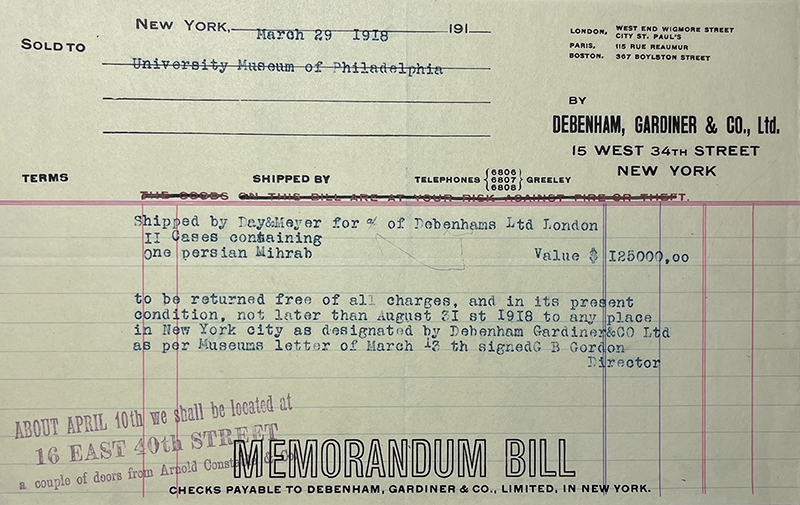 NEW YORK, March 29 1918 191
SOLD TO
University Museum of Philadelphia
LONDON, WEST END WIGMORE STREET
CITY ST. PAUL'S
PARIS, 115 RUE REAUMUR
BOSTON. 367 BOYLSTON STREET
BY
DEBENHAM, GARDINER & CO., Ltd.
15 WEST 34TH STREET
NEW YORK
TERMS
SHIPPED BY
TELEPHONES {6806 6807 6808} GREELEY
THE GOODS ON THIS BILL ARE AT YOUR RISK AGAINST FIRE OR THEFT.
Shipped by Day&Meyer for a/ of Debenhams Ltd London
II Cases containing
One persian Mihrab Value $ I25000,00
to be returned free of all charges, and in its present
condition, not later than August 3I st 1918 to any place
in New York city as designated by Debenham Gardiner&CO Ltd
as per Museums letter of March 13 th signedG B Gordon
Director
ABOUT APRIL 10th we shall be located at
16 EAST 40th STREET
a couple of doors from Arnold Constable & Co
MEMORANDUM BILL
CHECKS PAYABLE TO DEBENHAM, GARDINER & CO., LIMITED, IN NEW YORK.